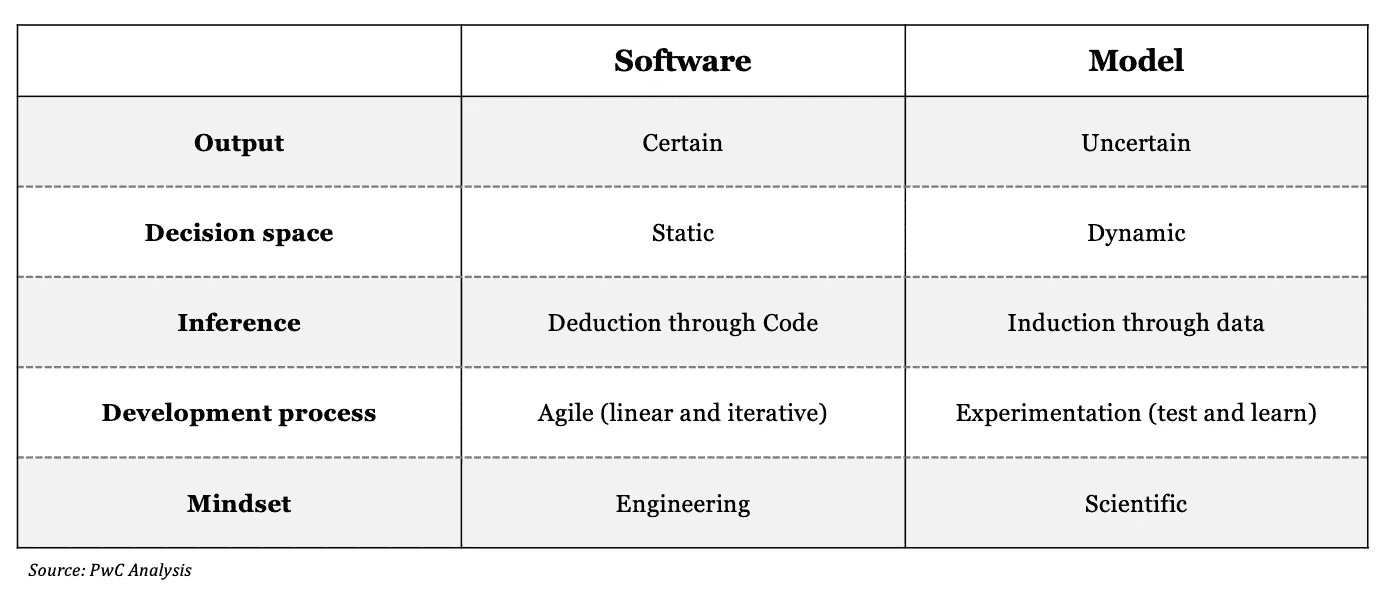 Software Model
Output Certain Uncertain
Decision space Static Dynamic
Inference Deduction through Code Induction through data
Development process Agile (linear and iterative) Experimentation (test and learn)
Mindset Engineering Scientific
Source: PwC Analysis